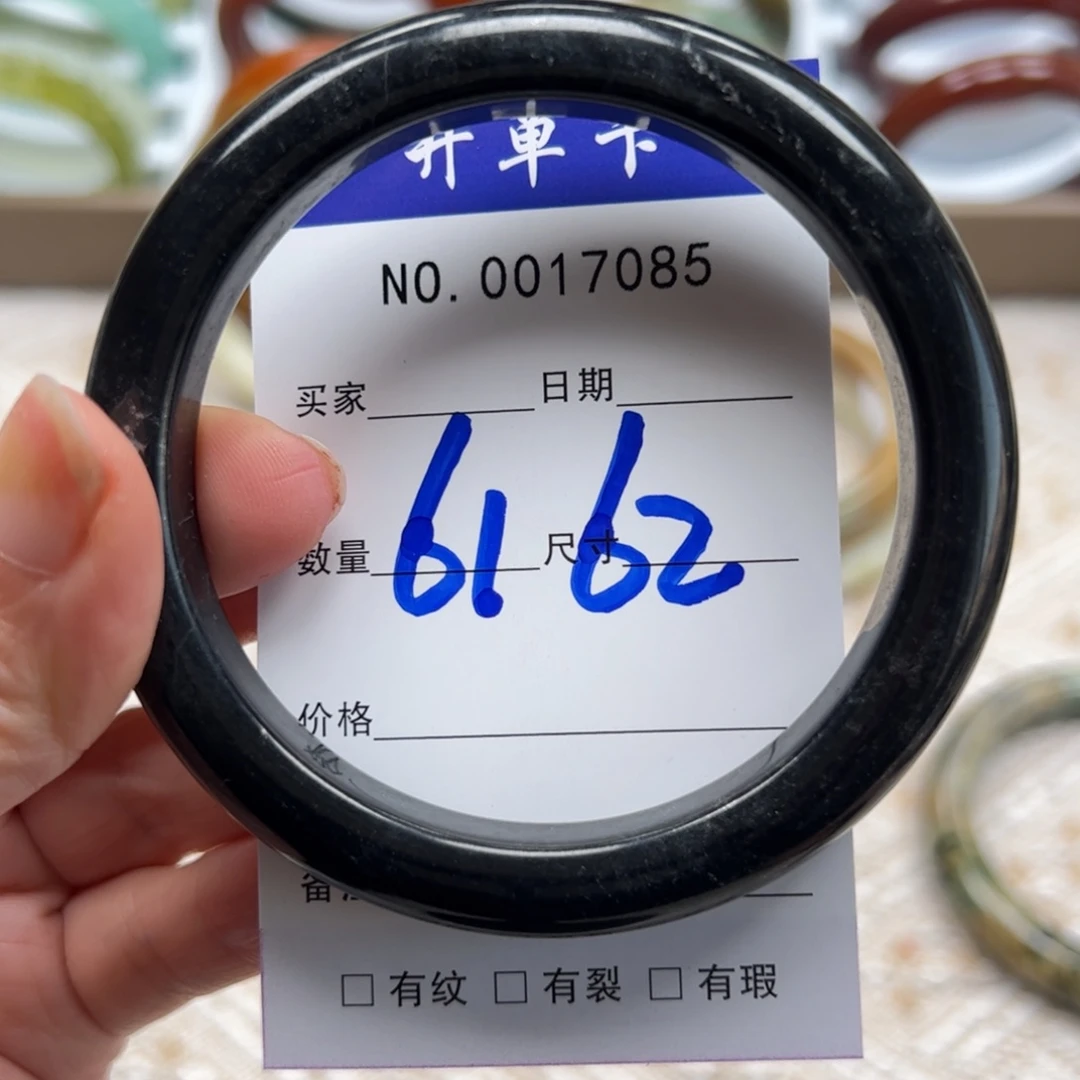 开单卡
NO.0017085
买家 日期
61 62
数量 尺寸
价格
备
□ 有纹 □ 有裂 □ 有瑕